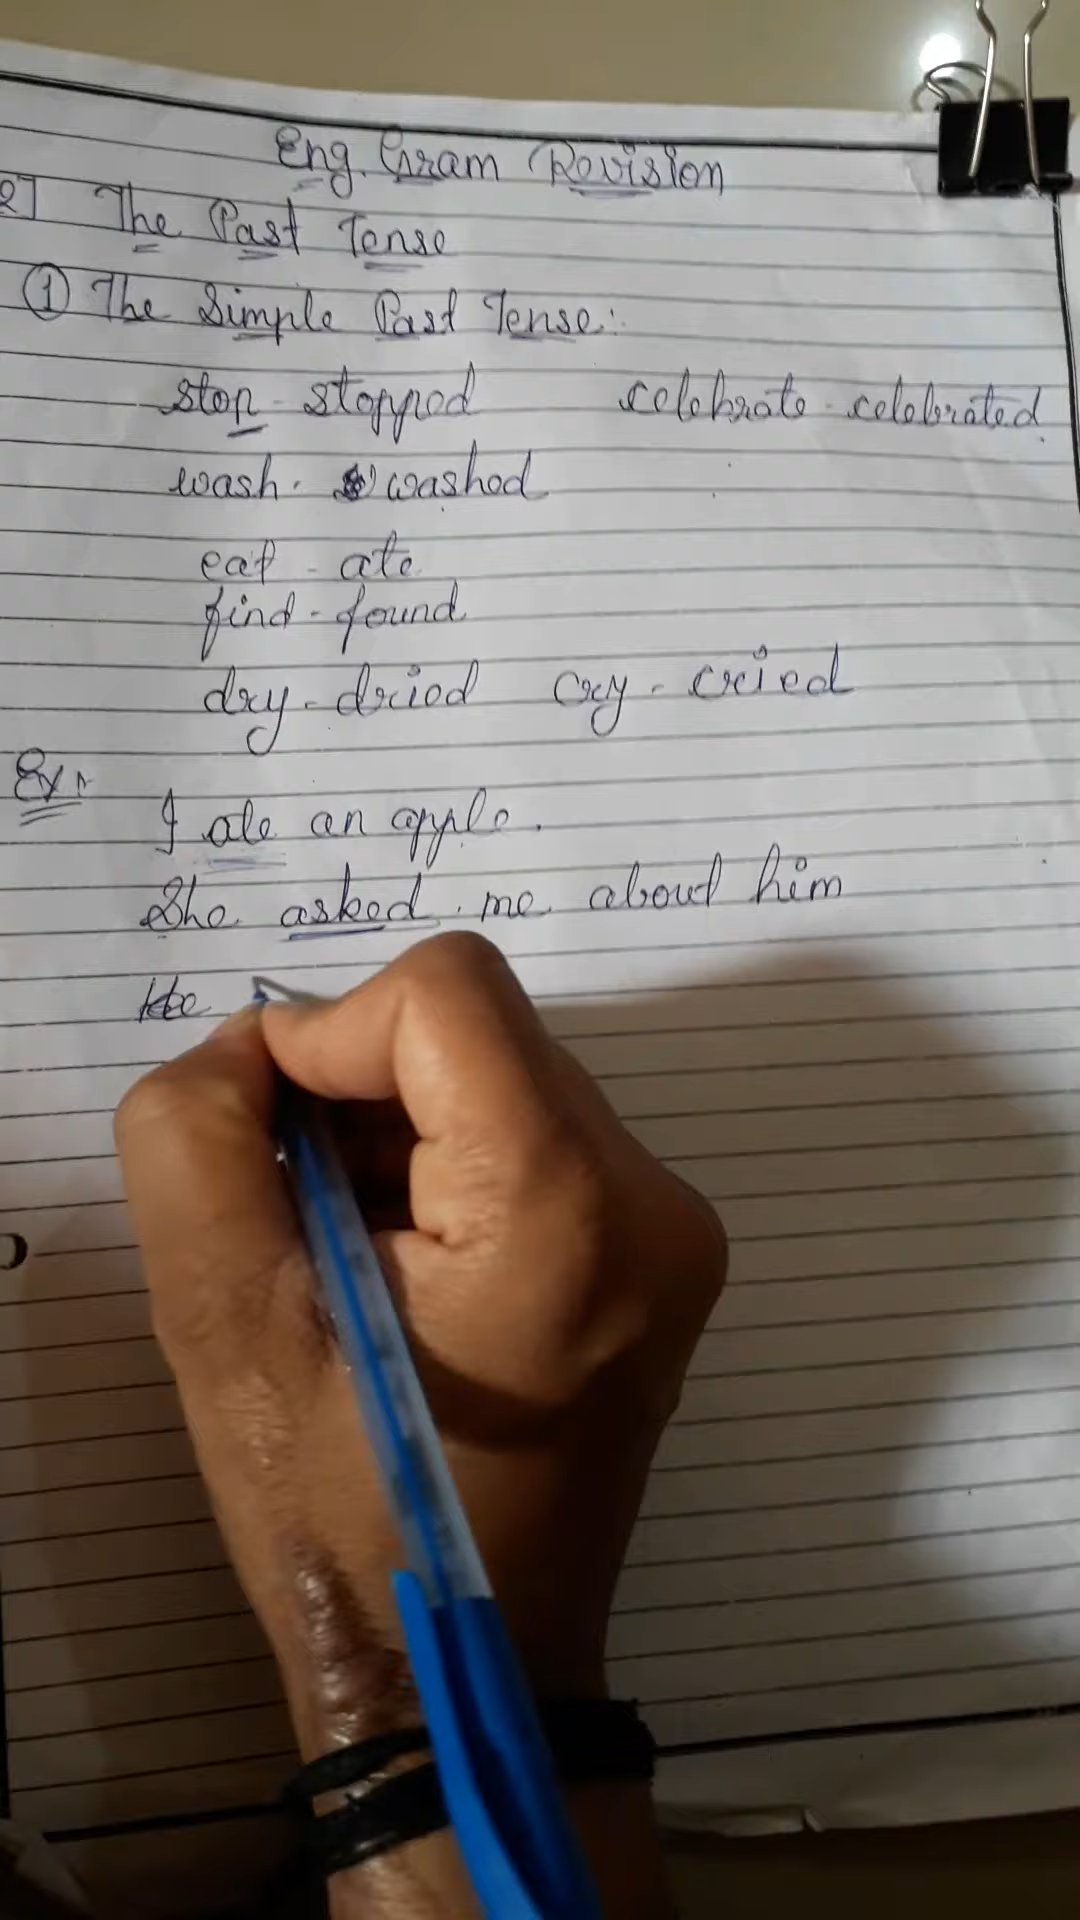 Eng. Gram Revision
2] The Past Tense
① The Simple Past Tense:
stop - stopped celebrate - celebrated
wash - washed
eat - ate
find - found
dry - dried cry - cried
Ex:
I ate an apple.
She asked me about him
He